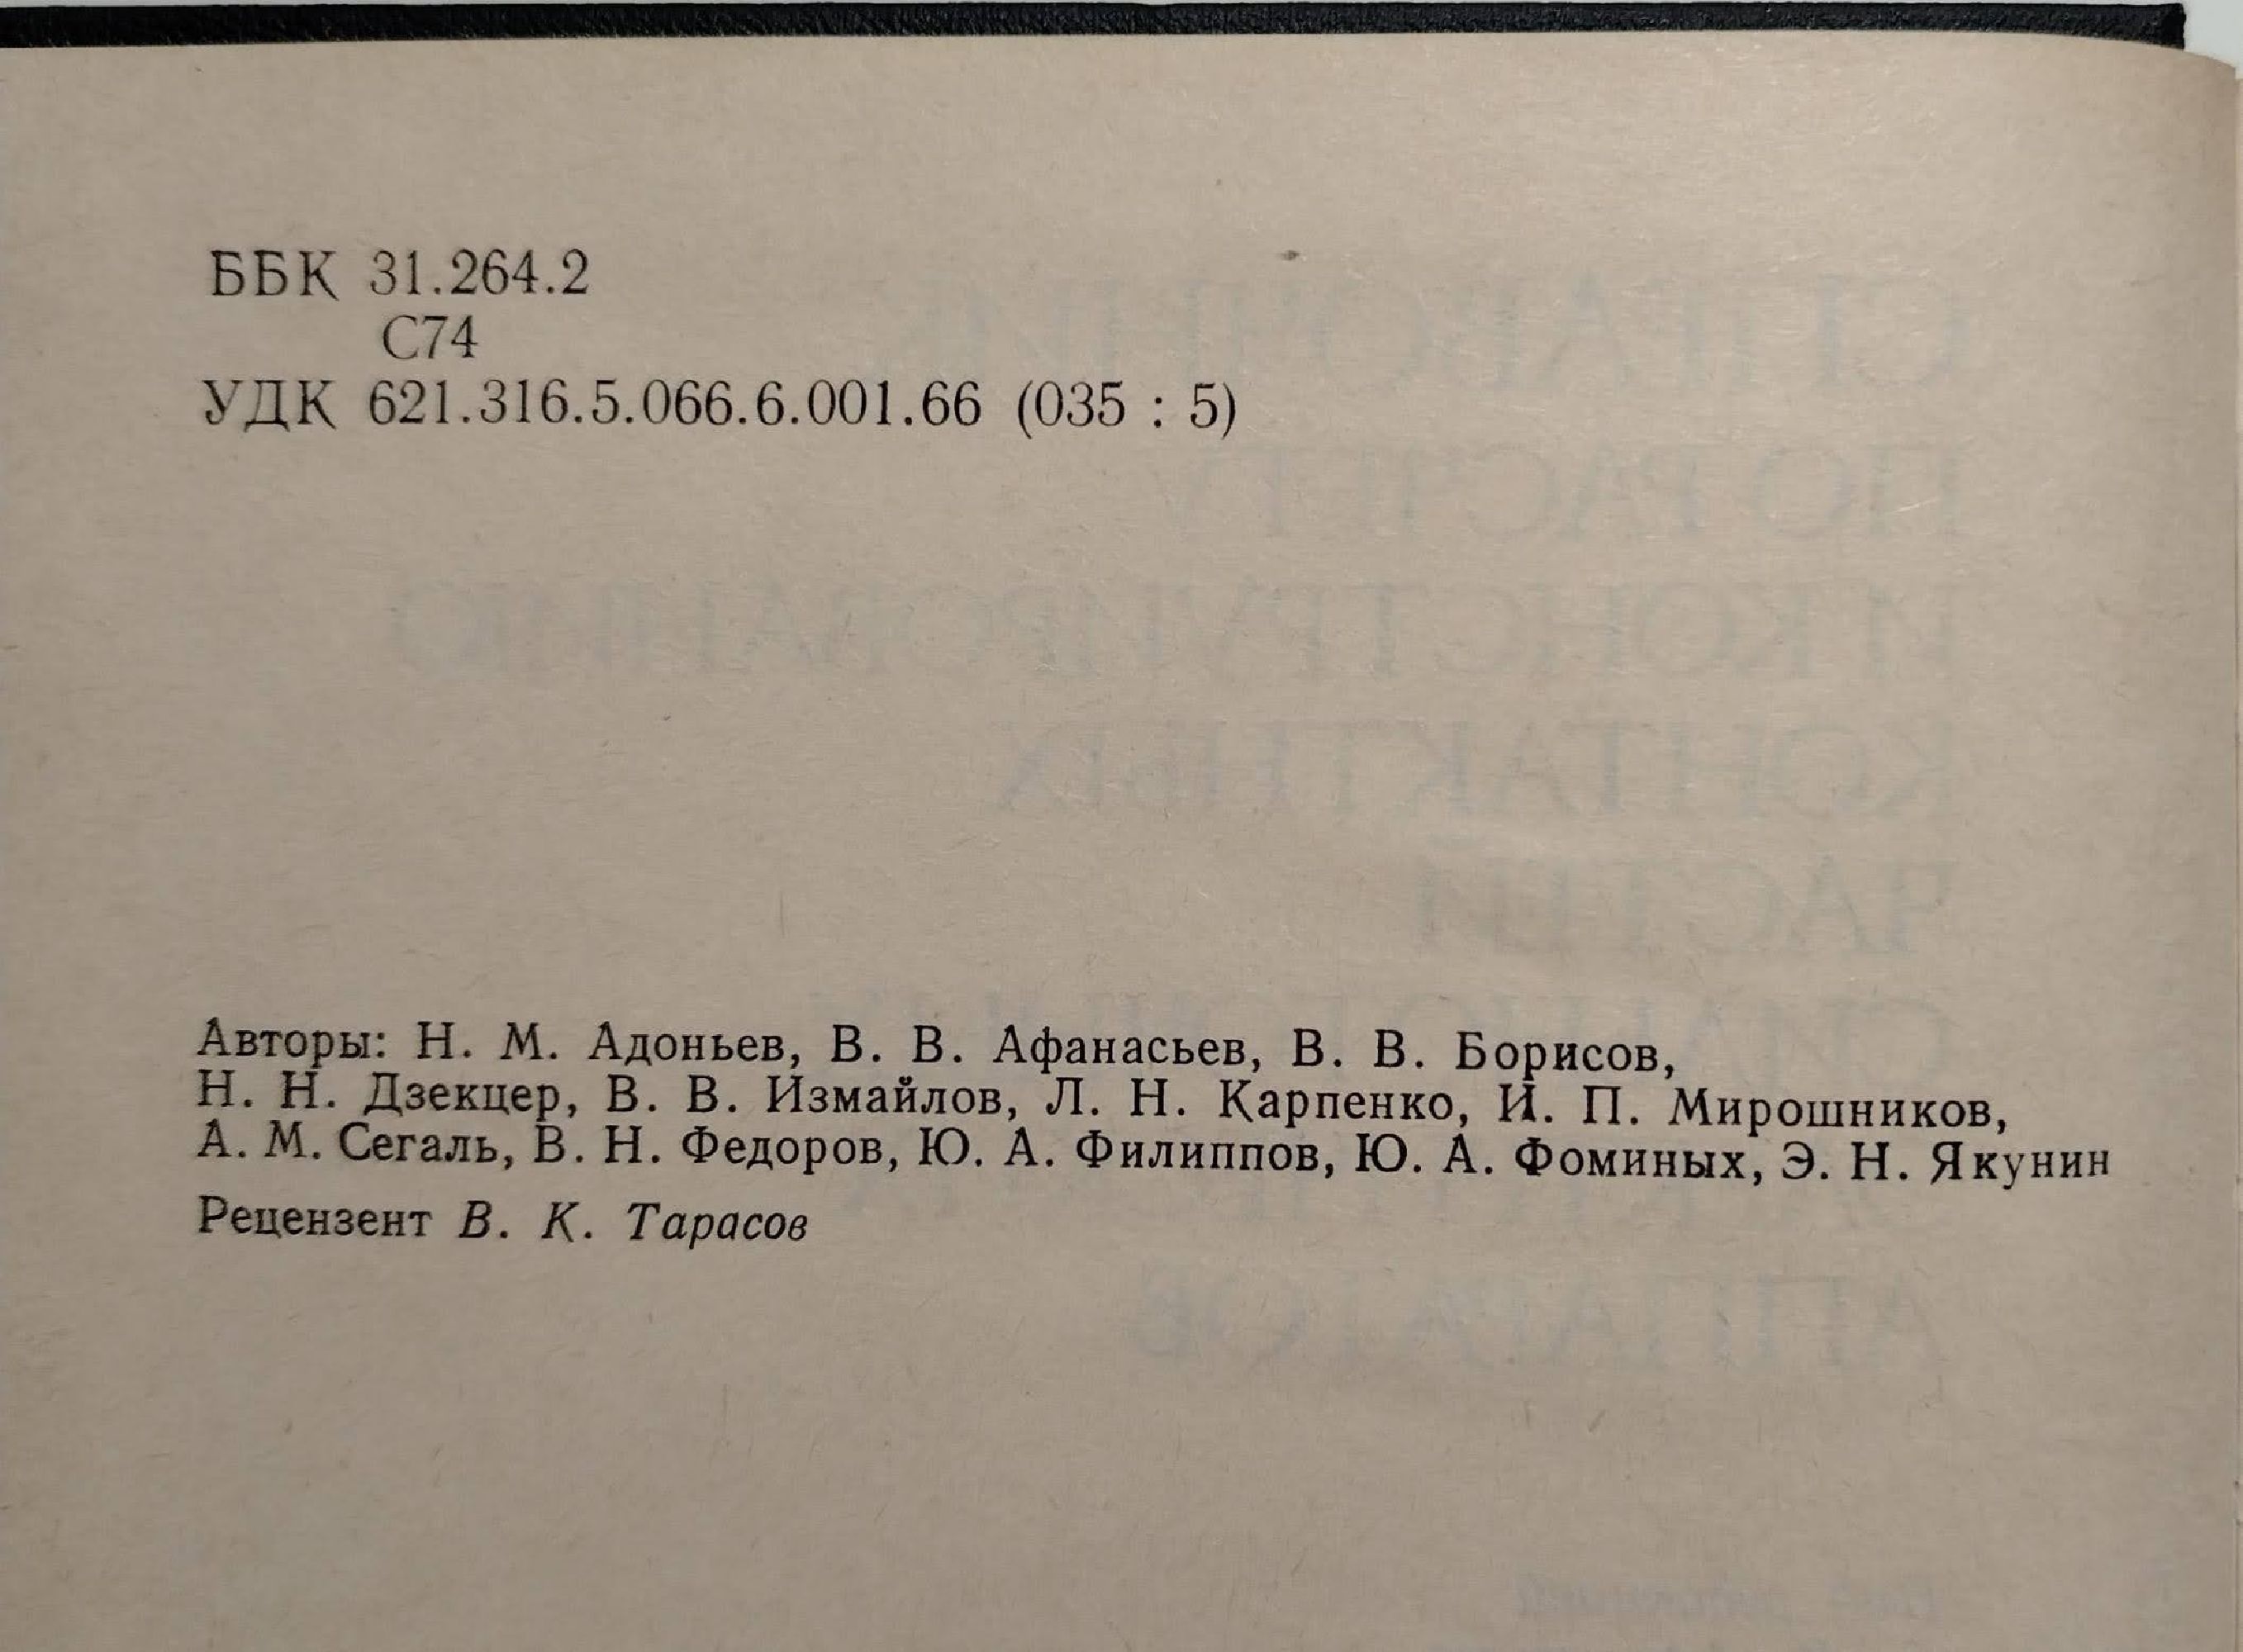 ББК 31.264.2
С74
УДК 621.316.5.066.6.001.66 (035 : 5)
Авторы: Н. М. Адоньев, В. В. Афанасьев, В. В. Борисов,
Н. Н. Дзекцер, В. В. Измайлов, Л. Н. Карпенко, И. П. Мирошников,
А. М. Сегаль, В. Н. Федоров, Ю. А. Филиппов, Ю. А. Фоминых, Э. Н. Якунин
Рецензент В. К. Тарасов